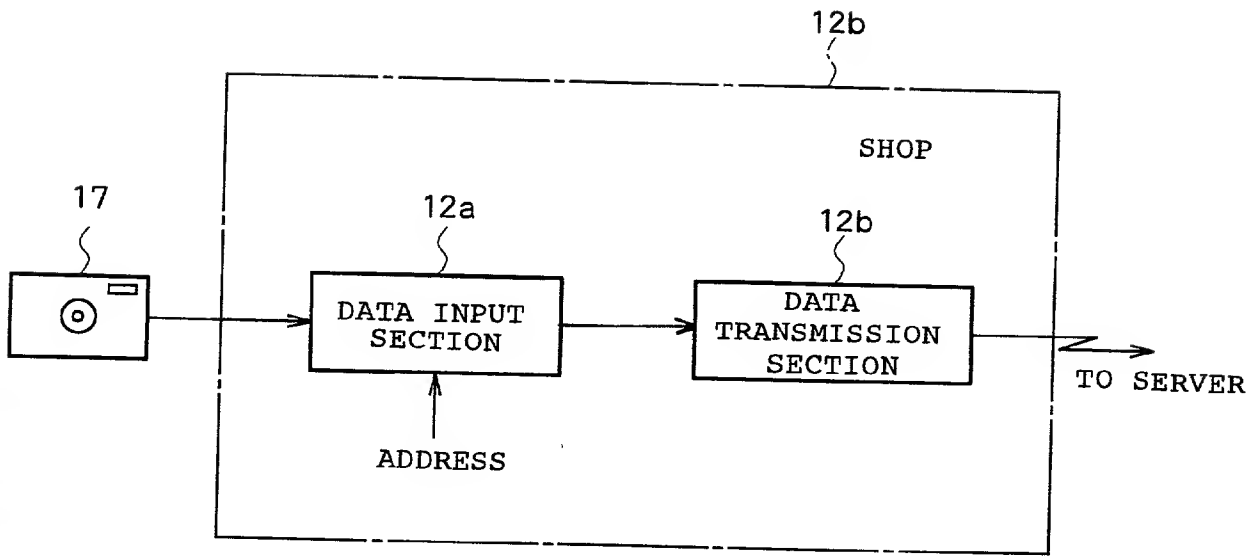 12b
SHOP
17
12a
12b
DATA INPUT
SECTION
DATA
TRANSMISSION
SECTION
TO SERVER
ADDRESS